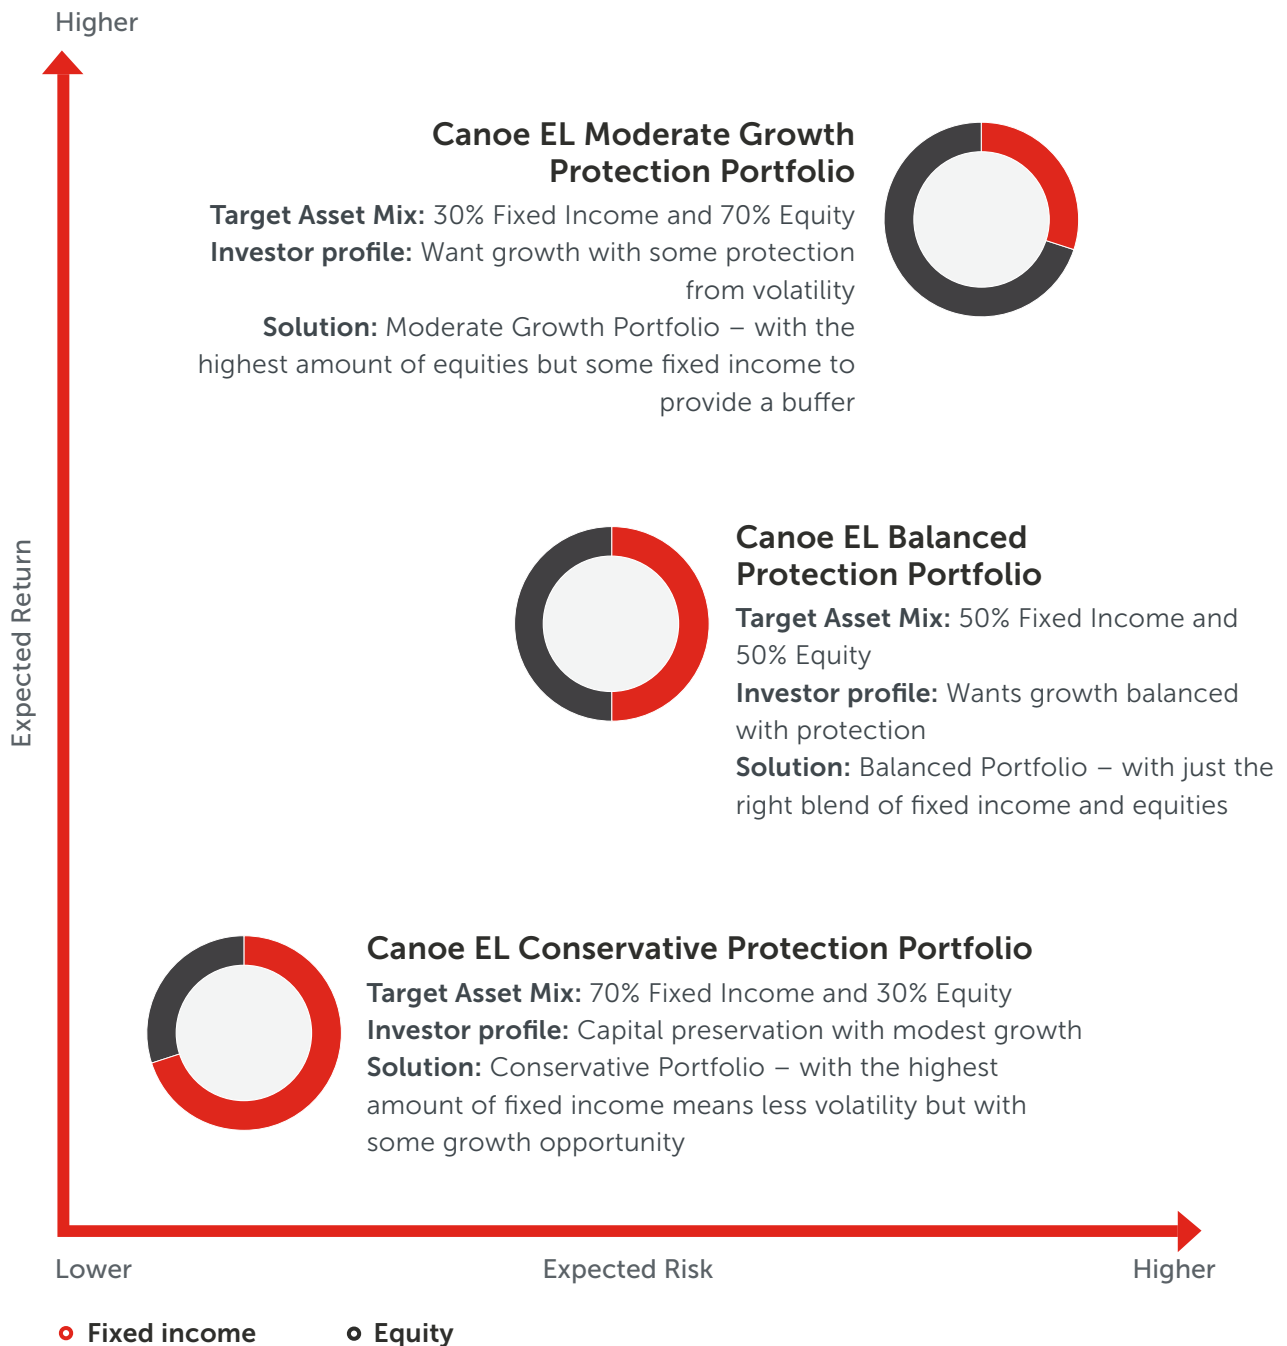 Higher
Canoe EL Moderate Growth
Protection Portfolio
Target Asset Mix: 30% Fixed Income and 70% Equity
Investor profile: Want growth with some protection
from volatility
Solution: Moderate Growth Portfolio – with the
highest amount of equities but some fixed income to
provide a buffer
Expected Return
Canoe EL Balanced
Protection Portfolio
Target Asset Mix: 50% Fixed Income and
50% Equity
Investor profile: Wants growth balanced
with protection
Solution: Balanced Portfolio – with just the
right blend of fixed income and equities
Canoe EL Conservative Protection Portfolio
Target Asset Mix: 70% Fixed Income and 30% Equity
Investor profile: Capital preservation with modest growth
Solution: Conservative Portfolio – with the highest
amount of fixed income means less volatility but with
some growth opportunity
Lower
Expected Risk
Higher
Fixed income
Equity